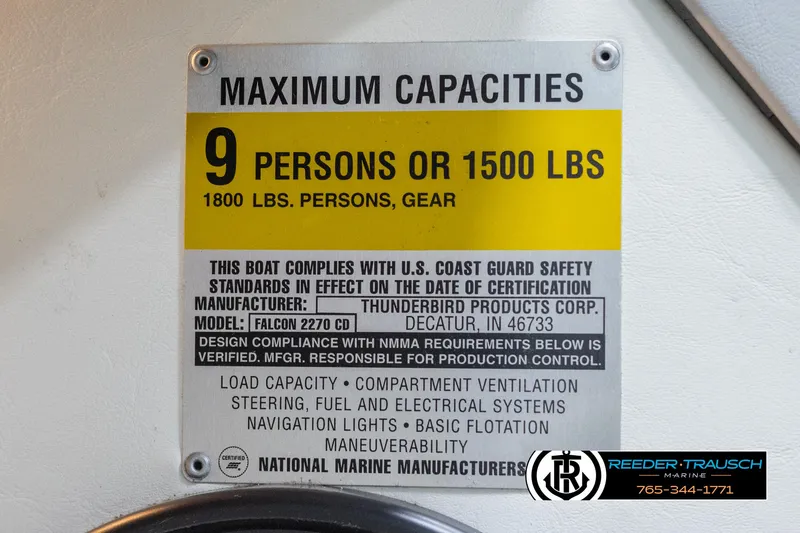 MAXIMUM CAPACITIES
9 PERSONS OR 1500 LBS
1800 LBS. PERSONS, GEAR
THIS BOAT COMPLIES WITH U.S. COAST GUARD SAFETY
STANDARDS IN EFFECT ON THE DATE OF CERTIFICATION
MANUFACTURER: THUNDERBIRD PRODUCTS CORP.
MODEL: FALCON 2270 CD DECATUR, IN 46733
DESIGN COMPLIANCE WITH NMMA REQUIREMENTS BELOW IS
VERIFIED. MFGR. RESPONSIBLE FOR PRODUCTION CONTROL.
LOAD CAPACITY • COMPARTMENT VENTILATION
STEERING, FUEL AND ELECTRICAL SYSTEMS
NAVIGATION LIGHTS • BASIC FLOTATION
MANEUVERABILITY
CERTIFIED
NATIONAL MARINE MANUFACTURERS
RT
REEDER•TRAUSCH
MARINE
765-344-1771